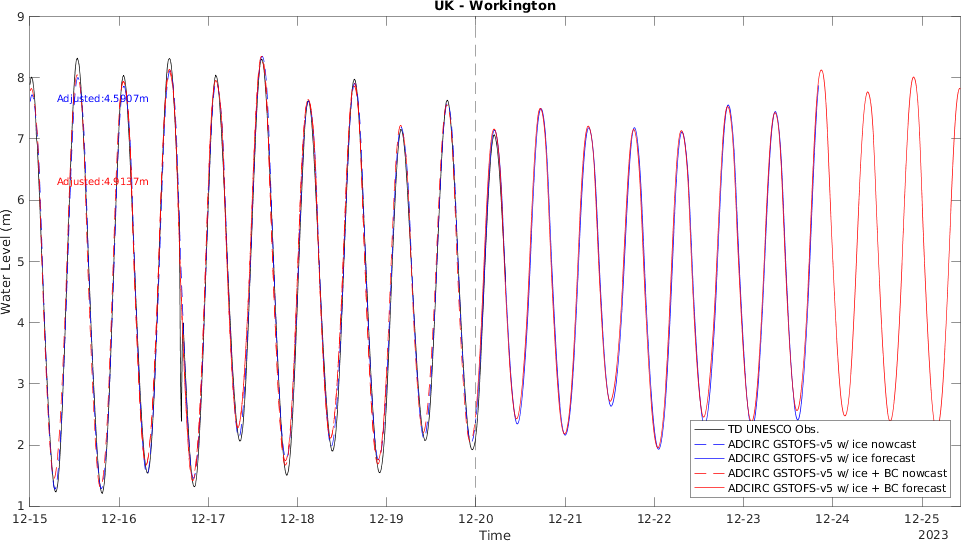 UK - Workington
9
8
7
6
5
4
3
2
1
Water Level (m)
Adjusted:4.5907m
Adjusted:4.9137m
TD UNESCO Obs.
ADCIRC GSTOFS-v5 w/ ice nowcast
ADCIRC GSTOFS-v5 w/ ice forecast
ADCIRC GSTOFS-v5 w/ ice + BC nowcast
ADCIRC GSTOFS-v5 w/ ice + BC forecast
12-15 12-16 12-17 12-18 12-19 12-20 12-21 12-22 12-23 12-24 12-25
Time
2023